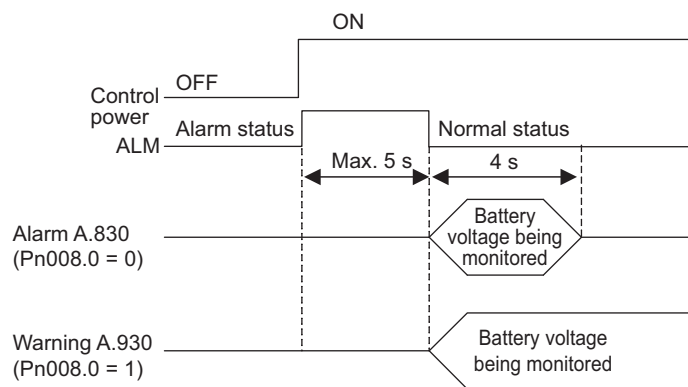 ON
OFF
Control
power
ALM
Alarm status
Normal status
Max. 5 s
4 s
Alarm A.830
(Pn008.0 = 0)
Battery
voltage being
monitored
Warning A.930
(Pn008.0 = 1)
Battery voltage
being monitored